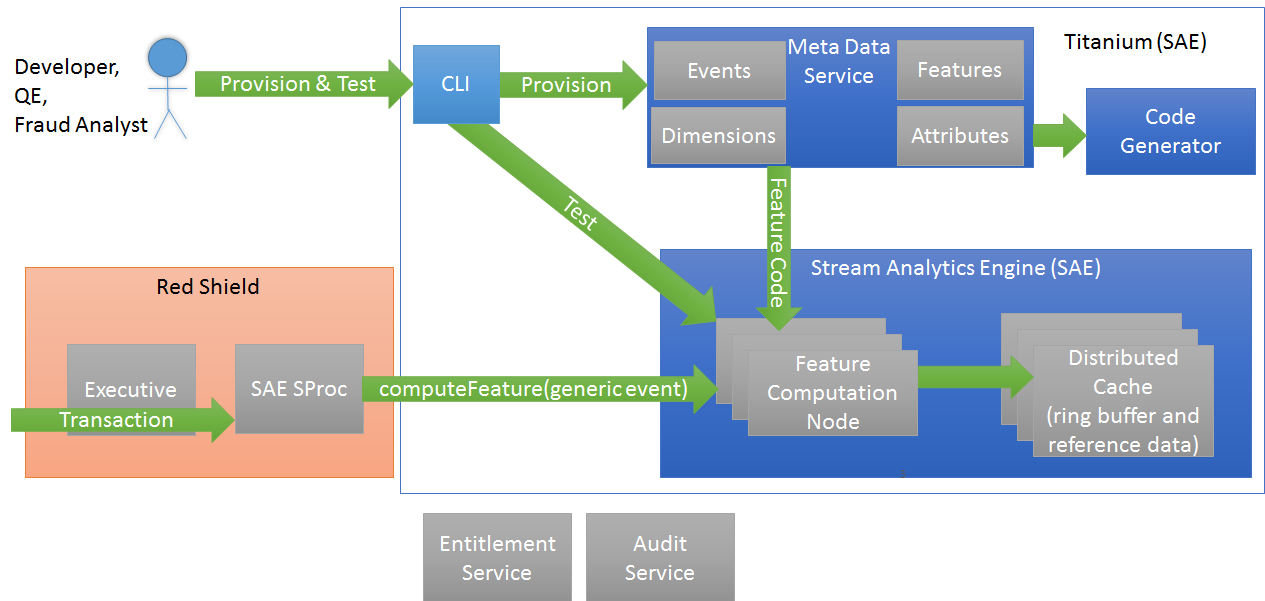 Developer,
QE,
Fraud Analyst
Provision & Test
CLI
Provision
Meta Data
Service
Events
Features
Dimensions
Attributes
Titanium (SAE)
Code
Generator
Test
Feature Code
Stream Analytics Engine (SAE)
Red Shield
Executive
Transaction
SAE SProc
computeFeature(generic event)
Feature
Computation
Node
Distributed
Cache
(ring buffer and
reference data)
Entitlement
Service
Audit
Service